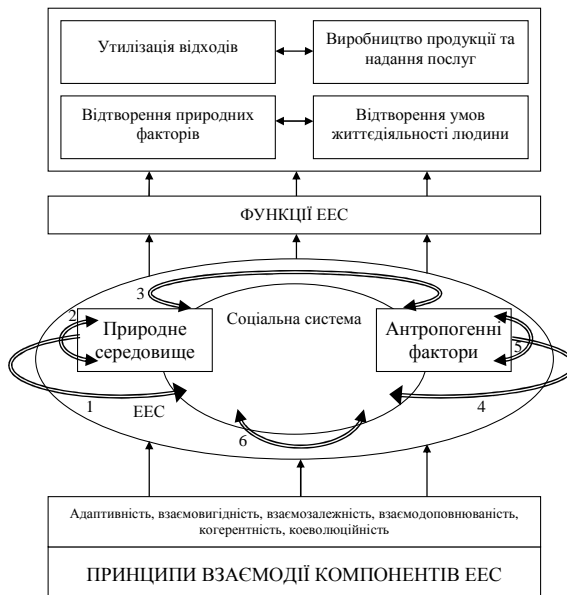 Утилізація відходів
Виробництво продукції та
надання послуг
Відтворення природних
факторів
Відтворення умов
життєдіяльності людини
ФУНКЦІЇ ЕЕС
3
2
Природне
середовище
Соціальна система
Антропогенні
фактори
5
1
ЕЕС
4
6
Адаптивність, взаємовигідність, взаємозалежність, взаємодоповнюваність,
когерентність, коеволюційність
ПРИНЦИПИ ВЗАЄМОДІЇ КОМПОНЕНТІВ ЕЕС